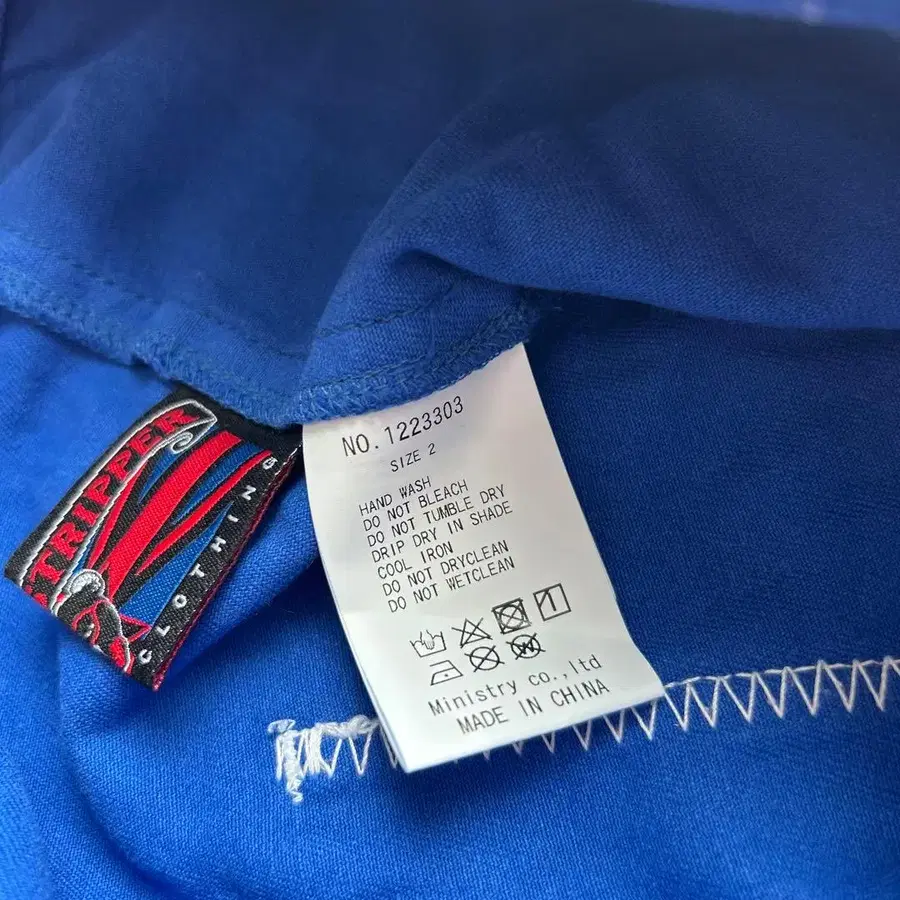 STRIPPER
CLOTHING
NO.1223303
SIZE 2
HAND WASH
DO NOT BLEACH
DO NOT TUMBLE DRY
DRIP DRY IN SHADE
COOL IRON
DO NOT DRYCLEAN
DO NOT WETCLEAN
W
Ministry co.,ltd
MADE IN CHINA